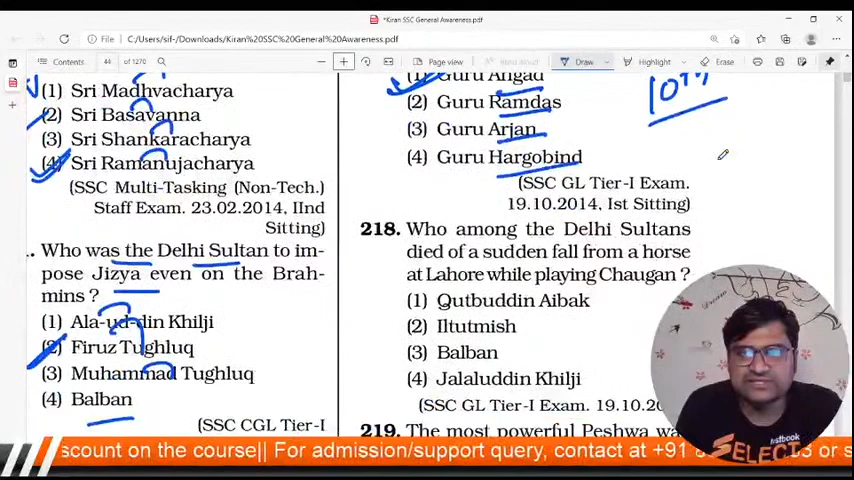 *Kiran SSC General Awareness.pdf
File
C:/Users/sif-/Downloads/Kiran%20SSC%20General%20Awareness.pdf
Contents
44
of 1270
Page view
Draw
Highlight
Erase
(1) Sri Madhvacharya
(2) Sri Basavanna
(3) Sri Shankaracharya
(4) Sri Ramanujacharya
(SSC Multi-Tasking (Non-Tech.)
Staff Exam. 23.02.2014, IInd
Sitting)
Who was the Delhi Sultan to im-
pose Jizya even on the Brah-
mins ?
(1) Ala-ud-din Khilji
(2) Firuz Tughluq
(3) Muhammad Tughluq
(4) Balban
(SSC CGL Tier-I
(1) Guru Angad
(2) Guru Ramdas
(3) Guru Arjan
(4) Guru Hargobind
(SSC GL Tier-I Exam.
19.10.2014, Ist Sitting)
10th
218. Who among the Delhi Sultans
died of a sudden fall from a horse
at Lahore while playing Chaugan ?
(1) Qutbuddin Aibak
(2) Iltutmish
(3) Balban
(4) Jalaluddin Khilji
(SSC GL Tier-I Exam. 19.10.20
219. The most powerful Peshwa wa
Dream
testbook
SELECT
scount on the course|| For admission/support query, contact at +91 8